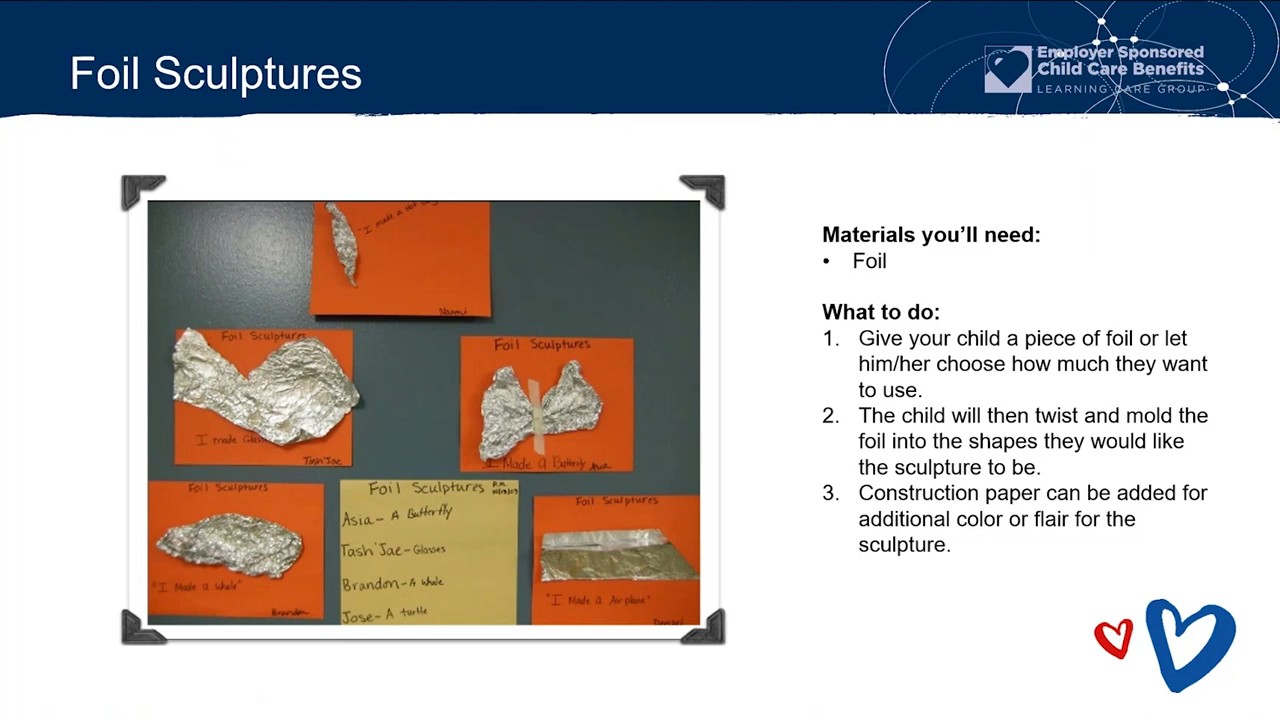 Foil Sculptures
Employer Sponsored
Child Care Benefits
LEARNING CARE GROUP
"I made a Hot
Naomi
Foil Sculptures
I made Glass
Tash'Jae
Foil Sculptures
I Made a Butterfly Asia
Foil Sculptures
"I Made a Whale"
Brandon
Foil Sculptures P.M.
Asia- A Butterfly
Tash'Jae- Glasses
Brandon- A Whale
Jose- A turtle
Foil Sculptures
"I Made a Airplane"
Materials you'll need:
• Foil
What to do:
1. Give your child a piece of foil or let
him/her choose how much they want
to use.
2. The child will then twist and mold the
foil into the shapes they would like
the sculpture to be.
3. Construction paper can be added for
additional color or flair for the
sculpture.